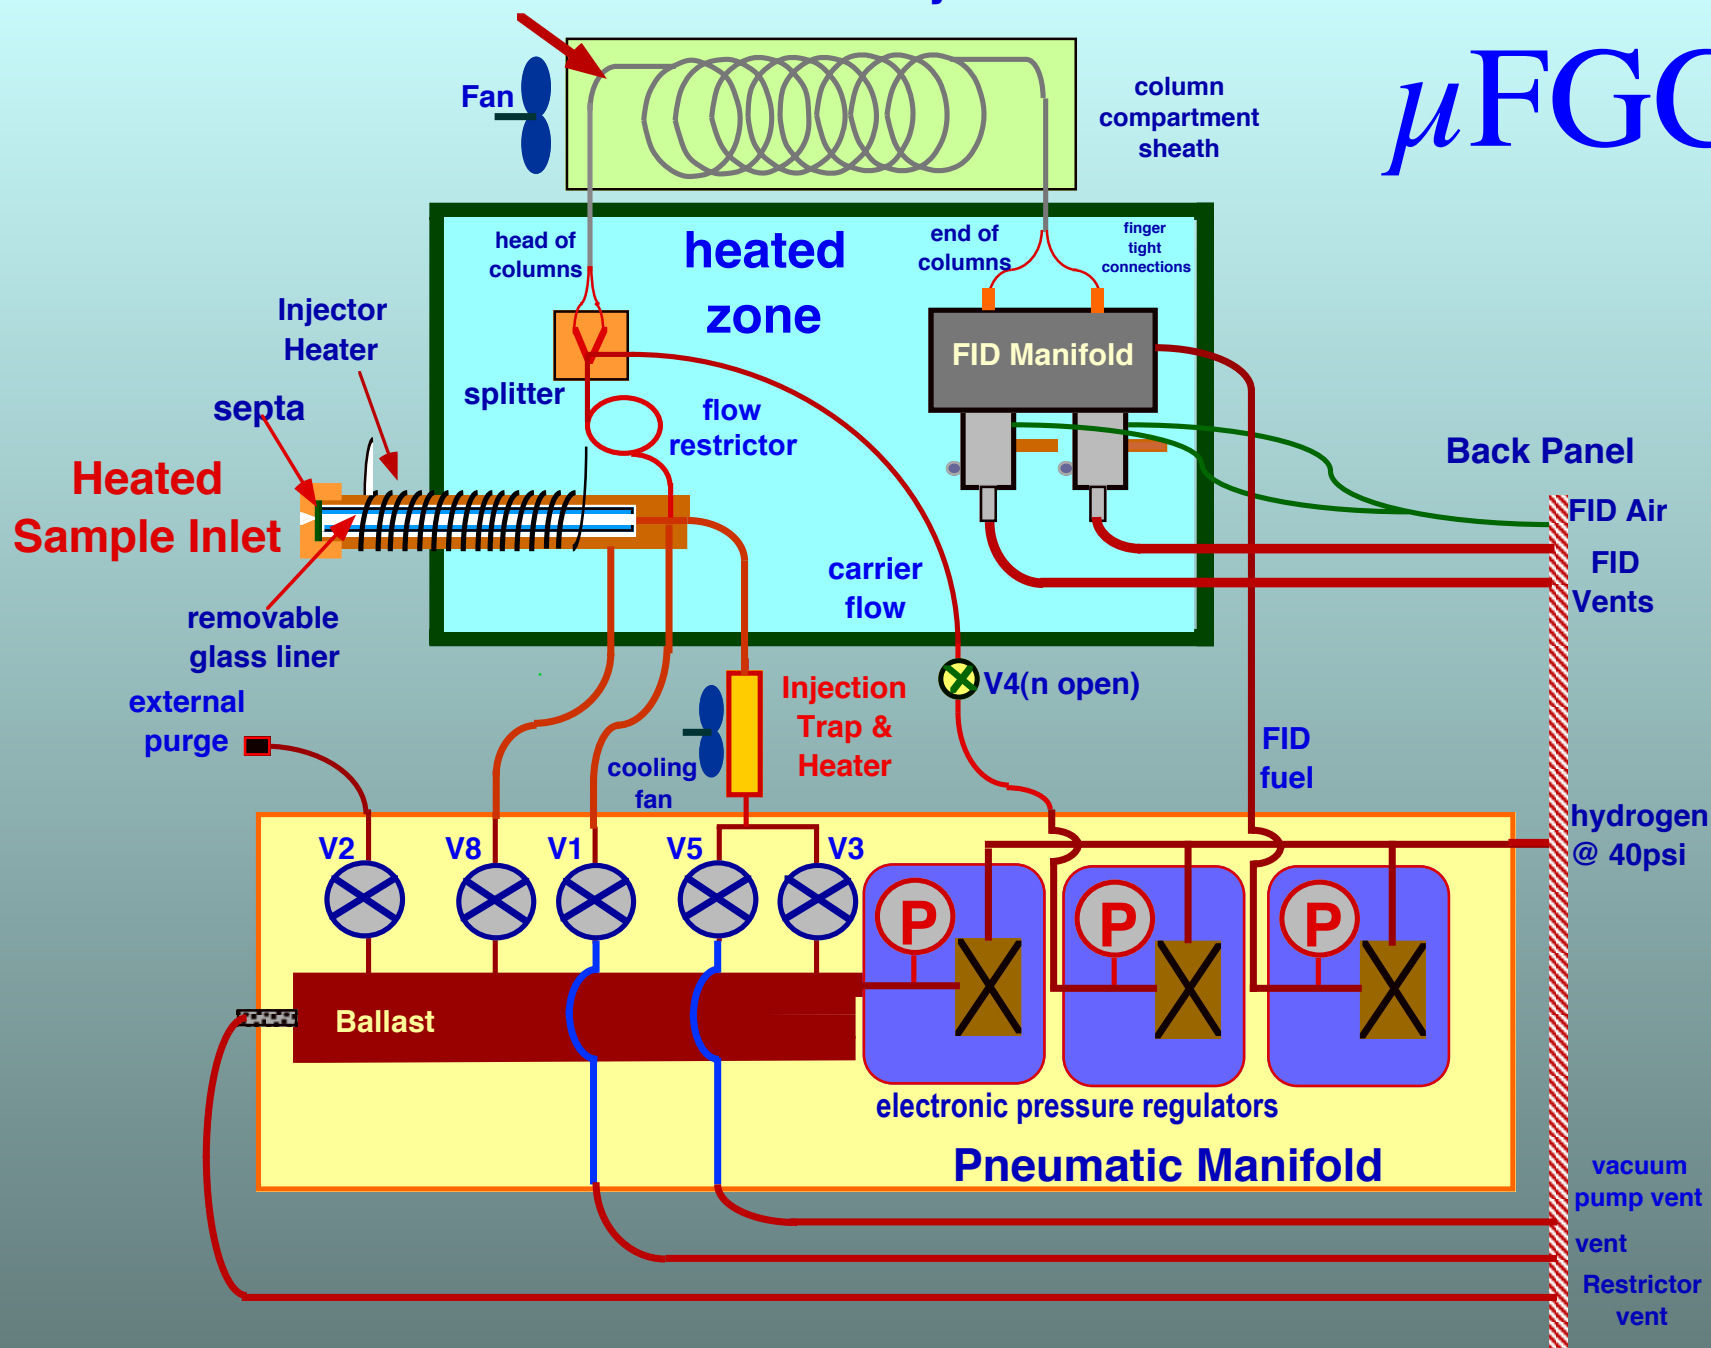 µFGC
Fan
column
compartment
sheath
head of
columns
heated
zone
end of
columns
finger
tight
connections
Injector
Heater
FID Manifold
splitter
septa
flow
restrictor
Back Panel
Heated
Sample Inlet
FID Air
carrier
flow
FID
Vents
removable
glass liner
external
purge
Injection
Trap &
Heater
V4(n open)
cooling
fan
FID
fuel
hydrogen
@ 40psi
V2
V8
V1
V5
V3
P
P
P
Ballast
electronic pressure regulators
Pneumatic Manifold
vacuum
pump vent
vent
Restrictor
vent